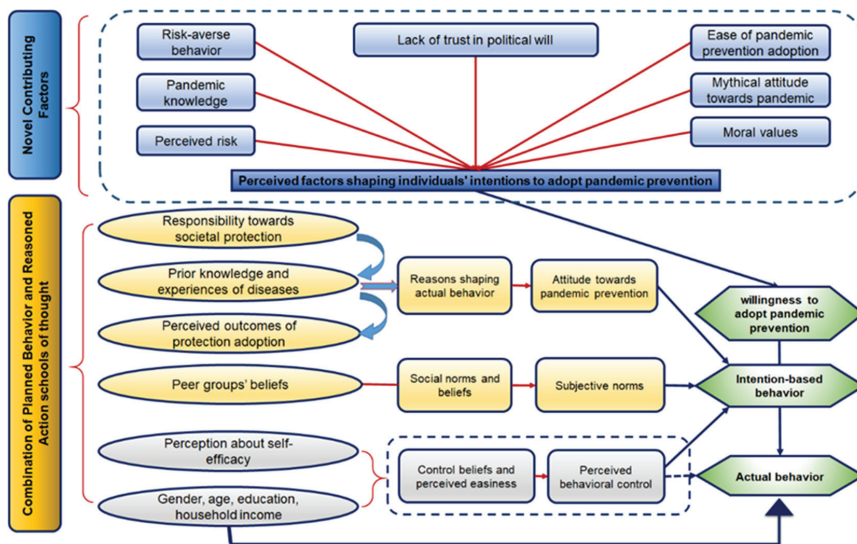 Novel Contributing
Factors
Risk-averse
behavior
Lack of trust in political will
Ease of pandemic
prevention adoption
Pandemic
knowledge
Mythical attitude
towards pandemic
Perceived risk
Moral values
Perceived factors shaping individuals' intentions to adopt pandemic prevention
Combination of Planned Behavior and Reasoned
Action schools of thought
Responsibility towards
societal protection
Prior knowledge and
experiences of diseases
Reasons shaping
actual behavior
Attitude towards
pandemic prevention
willingness to
adopt pandemic
prevention
Perceived outcomes of
protection adoption
Peer groups' beliefs
Social norms and
beliefs
Subjective norms
Intention-based
behavior
Perception about self-
efficacy
Control beliefs and
perceived easiness
Perceived
behavioral control
Actual behavior
Gender, age, education,
household income